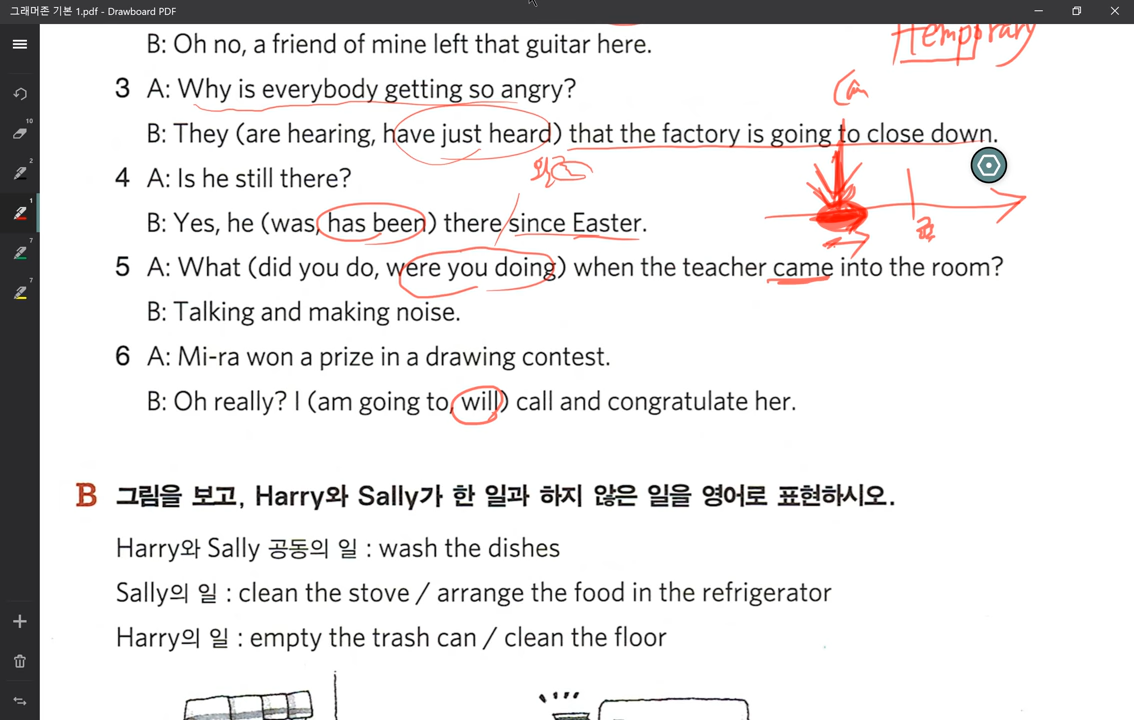 그래머존 기본 1.pdf - Drawboard PDF
B: Oh no, a friend of mine left that guitar here.
temporary
3 A: Why is everybody getting so angry?
B: They (are hearing, have just heard) that the factory is going to close down.
4 A: Is he still there?
B: Yes, he (was, has been) there since Easter.
5 A: What (did you do, were you doing) when the teacher came into the room?
B: Talking and making noise.
6 A: Mi-ra won a prize in a drawing contest.
B: Oh really? I (am going to, will) call and congratulate her.
B 그림을 보고, Harry와 Sally가 한 일과 하지 않은 일을 영어로 표현하시오.
Harry와 Sally 공동의 일 : wash the dishes
Sally의 일 : clean the stove / arrange the food in the refrigerator
Harry의 일 : empty the trash can / clean the floor
10
2
1
7
7